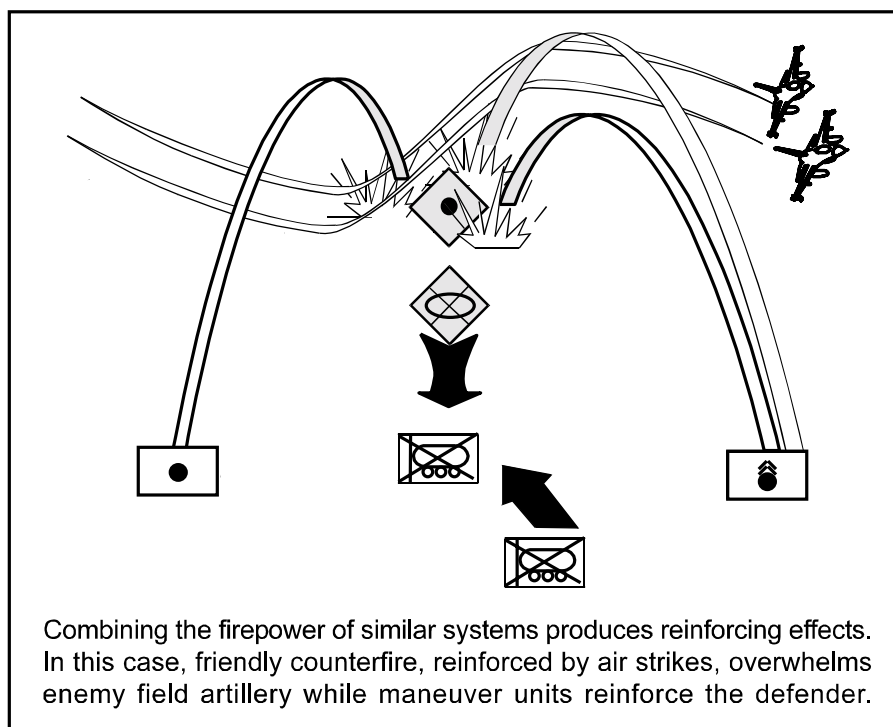 Combining the firepower of similar systems produces reinforcing effects.
In this case, friendly counterfire, reinforced by air strikes, overwhelms
enemy field artillery while maneuver units reinforce the defender.